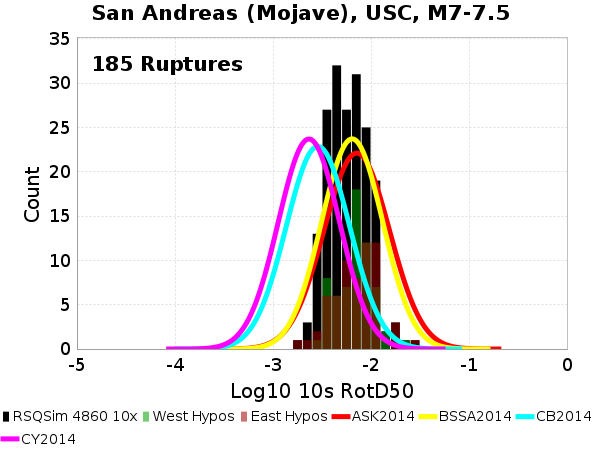 San Andreas (Mojave), USC, M7-7.5
185 Ruptures
Count
35
30
25
20
15
10
5
0
-5 -4 -3 -2 -1 0
Log10 10s RotD50
RSQSim 4860 10x West Hypos East Hypos ASK2014 BSSA2014 CB2014
CY2014